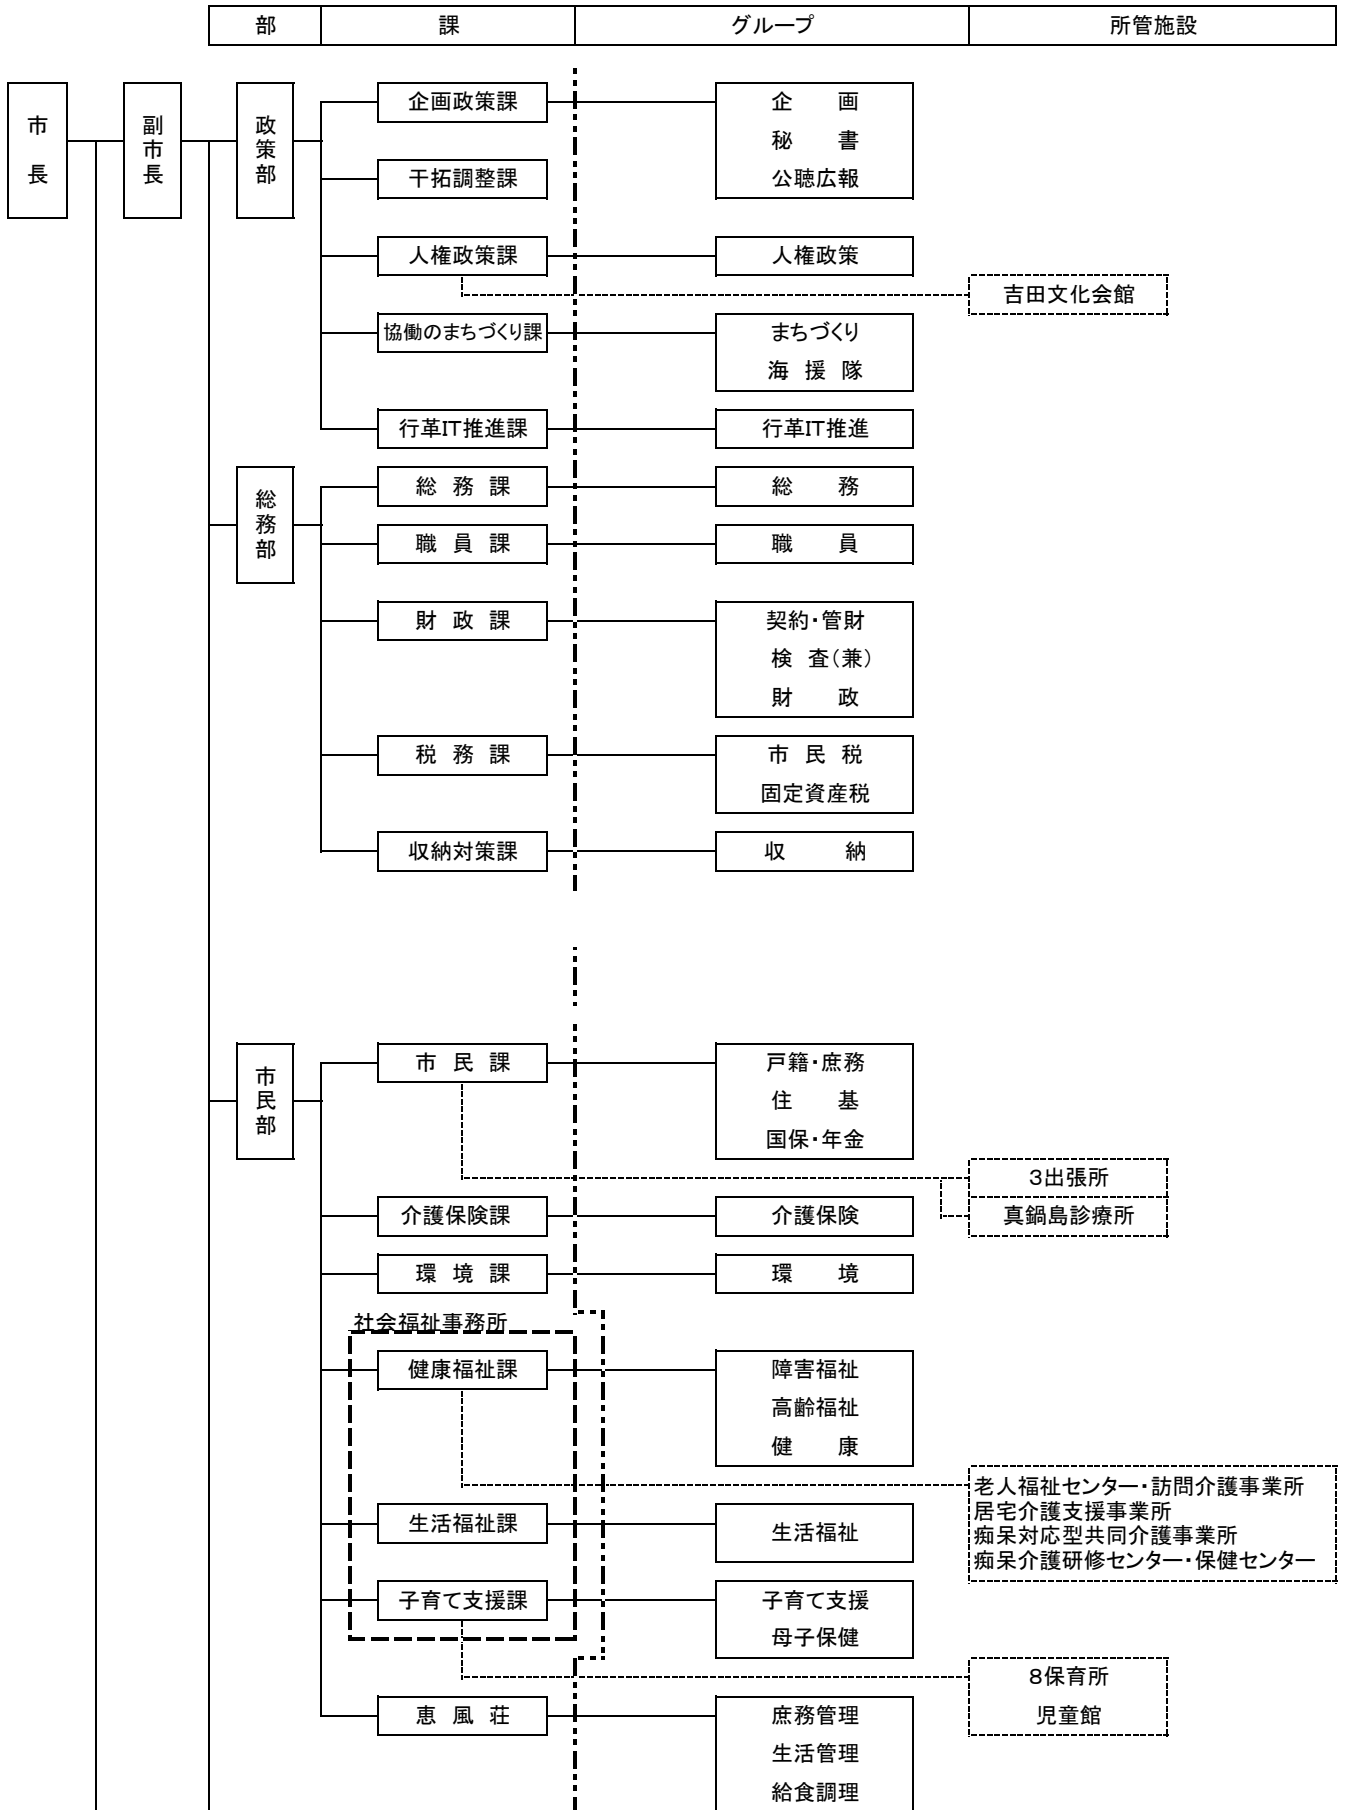 部　課　グループ　所管施設
市長　副市長　政策部　企画政策課　企　　画
秘　　書
干拓調整課　公聴広報
人権政策課　人権政策
吉田文化会館
協働のまちづくり課　まちづくり
海　援　隊
行革IT推進課　行革IT推進
総務部　総　務　課　総　　務
職　員　課　職　　員
財　政　課　契約・管財
検　査（兼）
財　　政
税　務　課　市　民　税
固定資産税
収納対策課　収　　納
市民部　市　民　課　戸籍・庶務
住　　基
国保・年金
3出張所
介護保険課　介護保険　真鍋島診療所
環　境　課　環　　境
社会福祉事務所
健康福祉課　障害福祉
高齢福祉
健　　康
老人福祉センター・訪問介護事業所
居宅介護支援事業所
痴呆対応型共同介護事業所
痴呆介護研修センター・保健センター
生活福祉課　生活福祉
子育て支援課　子育て支援
母子保健
8保育所
児童館
恵　風　荘　庶務管理
生活管理
給食調理